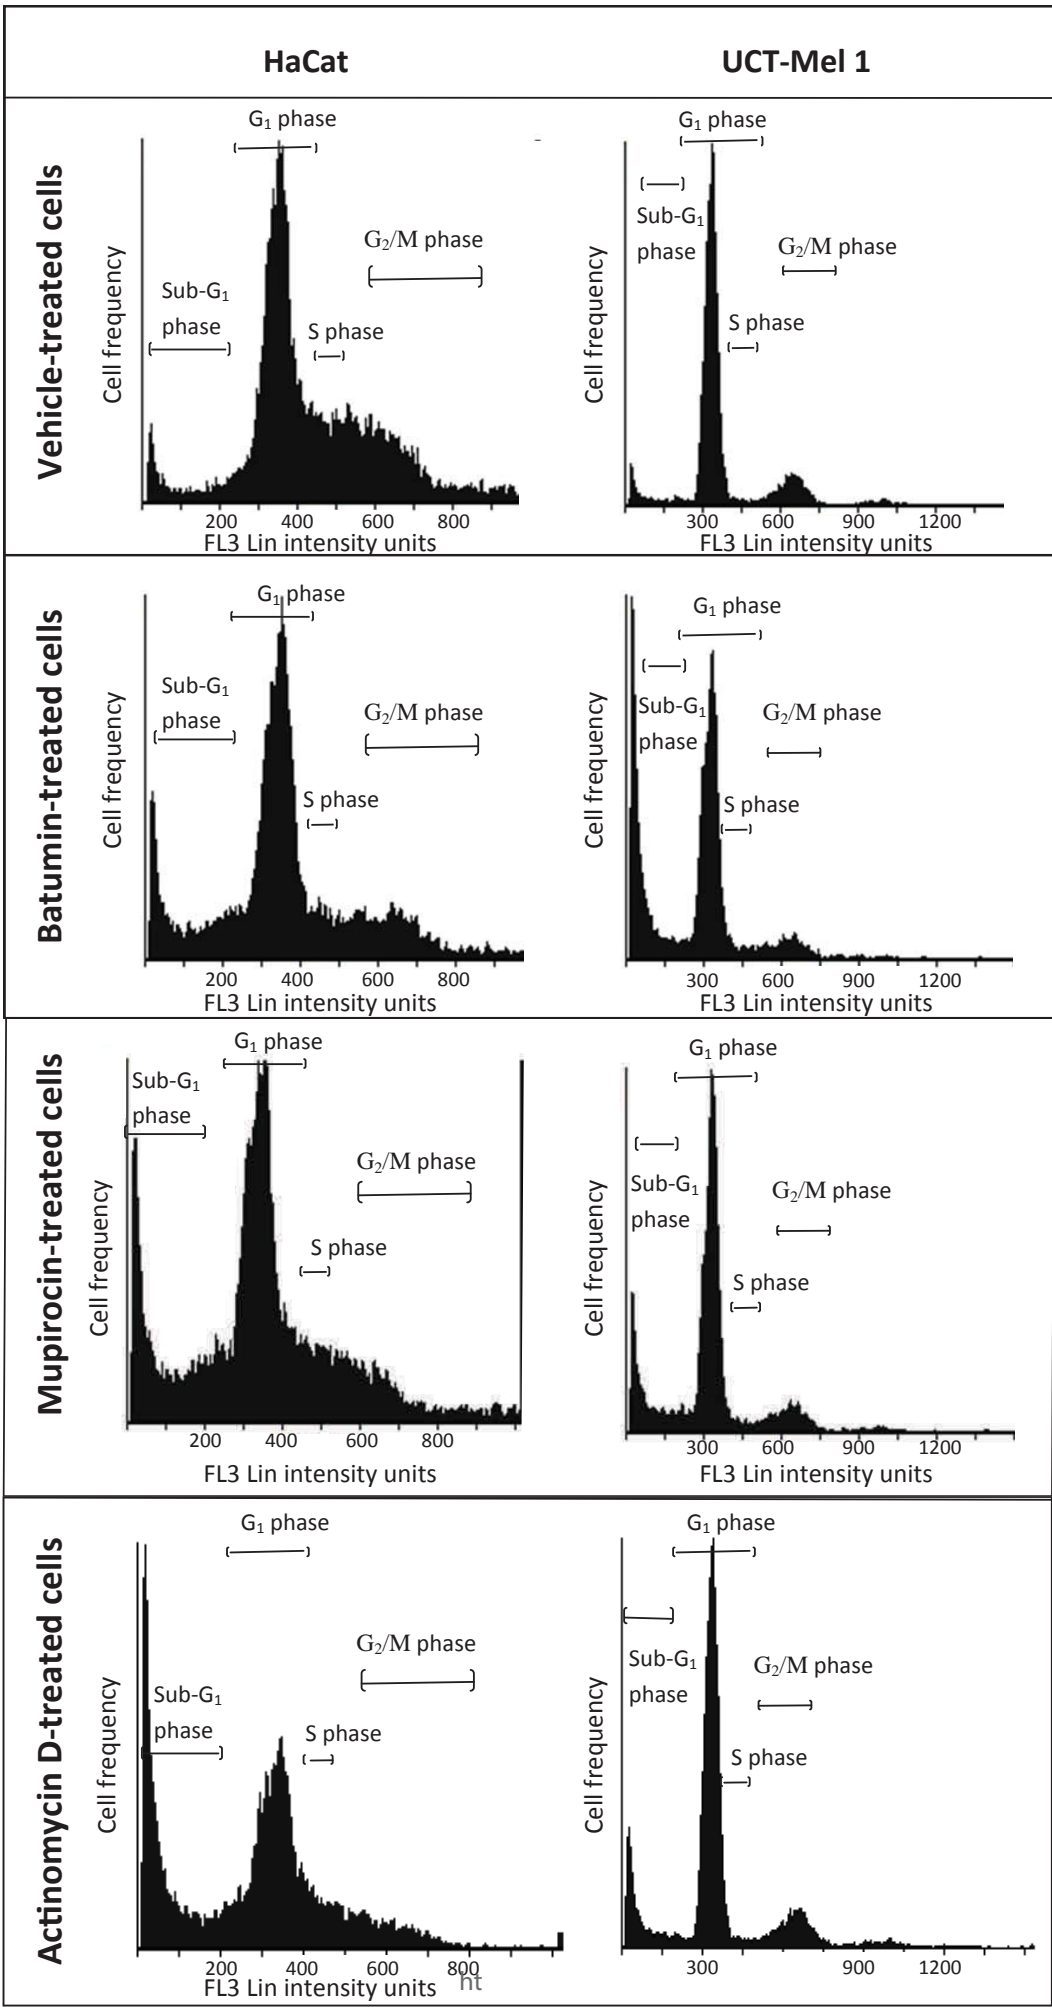 HaCat
UCT-Mel 1
Vehicle-treated cells
G₁ phase
G₂/M phase
Sub-G₁
phase
S phase
Cell frequency
200 400 600 800
FL3 Lin intensity units
G₁ phase
Sub-G₁
phase
G₂/M phase
S phase
Cell frequency
300 600 900 1200
FL3 Lin intensity units
Batumin-treated cells
G₁ phase
Sub-G₁
phase
G₂/M phase
S phase
Cell frequency
200 400 600 800
FL3 Lin intensity units
G₁ phase
Sub-G₁
phase
G₂/M phase
S phase
Cell frequency
300 600 900 1200
FL3 Lin intensity units
Mupirocin-treated cells
G₁ phase
Sub-G₁
phase
G₂/M phase
S phase
Cell frequency
200 400 600 800
FL3 Lin intensity units
G₁ phase
Sub-G₁
phase
G₂/M phase
S phase
Cell frequency
300 600 900 1200
FL3 Lin intensity units
Actinomycin D-treated cells
G₁ phase
G₂/M phase
Sub-G₁
phase
S phase
Cell frequency
200 400 600 800
FL3 Lin intensity units
ht
G₁ phase
Sub-G₁
phase
G₂/M phase
S phase
Cell frequency
300 900 1200